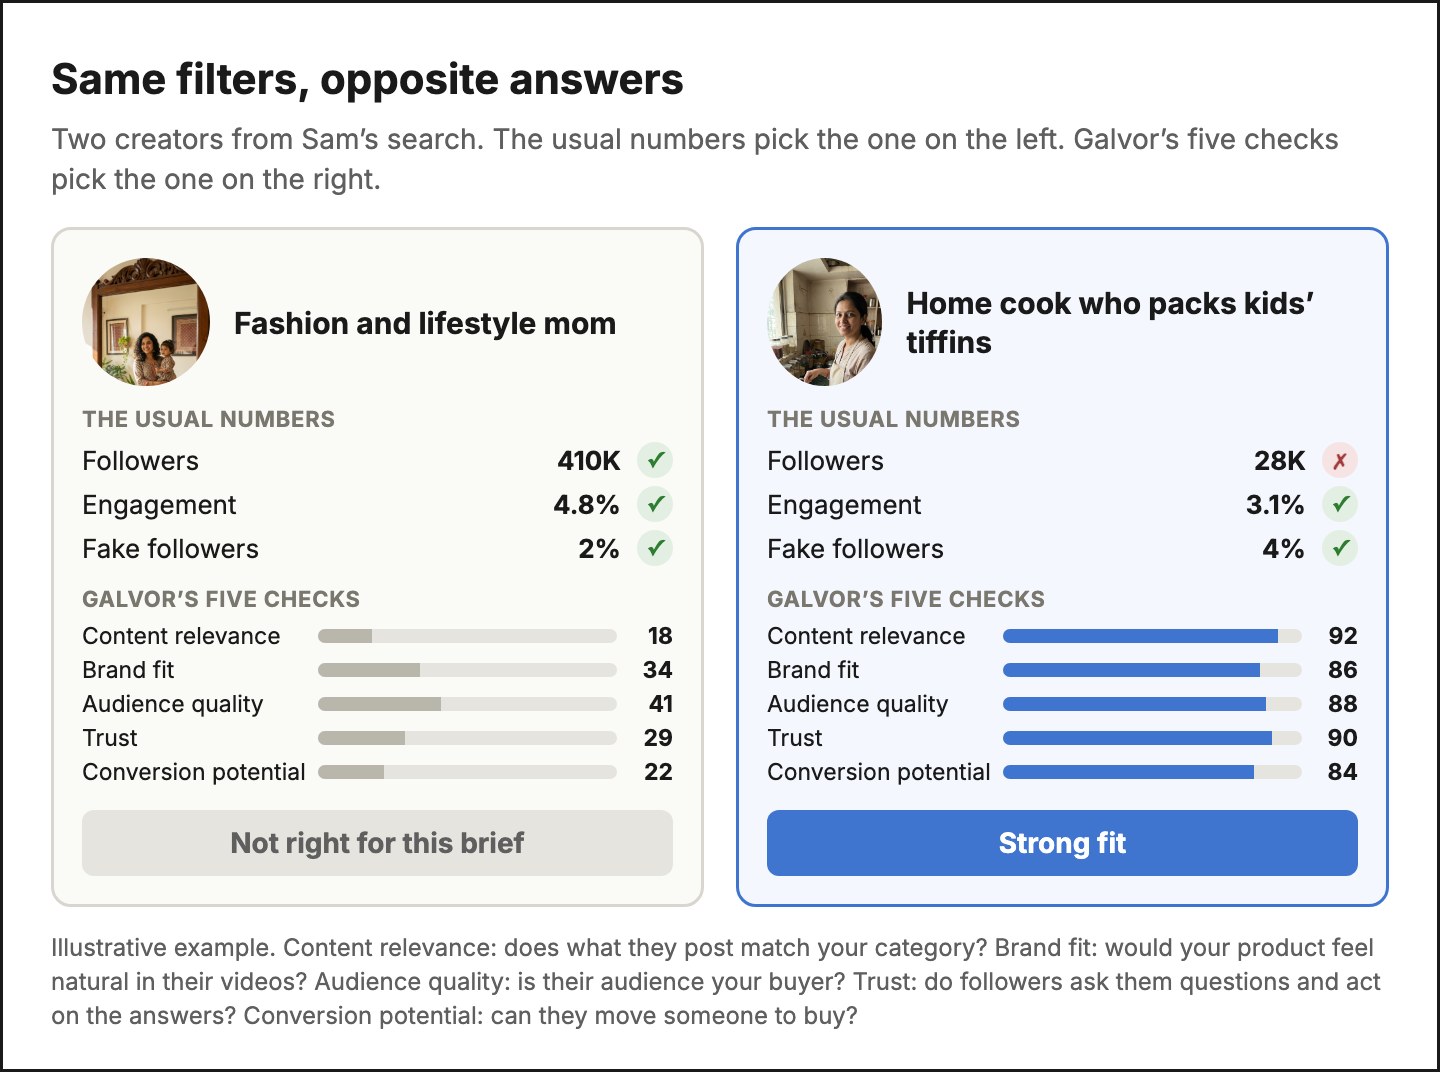 Same filters, opposite answers
Two creators from Sam’s search. The usual numbers pick the one on the left. Galvor’s five checks
pick the one on the right.
Fashion and lifestyle mom
THE USUAL NUMBERS
Followers 410K ✓
Engagement 4.8% ✓
Fake followers 2% ✓
GALVOR’S FIVE CHECKS
Content relevance 18
Brand fit 34
Audience quality 41
Trust 29
Conversion potential 22
Not right for this brief
Home cook who packs kids’
tiffins
THE USUAL NUMBERS
Followers 28K ✗
Engagement 3.1% ✓
Fake followers 4% ✓
GALVOR’S FIVE CHECKS
Content relevance 92
Brand fit 86
Audience quality 88
Trust 90
Conversion potential 84
Strong fit
Illustrative example. Content relevance: does what they post match your category? Brand fit: would your product feel
natural in their videos? Audience quality: is their audience your buyer? Trust: do followers ask them questions and act
on the answers? Conversion potential: can they move someone to buy?